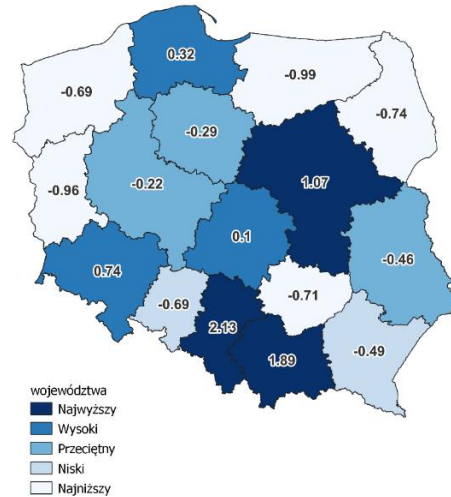 0.32
-0.99
-0.69
-0.74
-0.29
-0.22
1.07
-0.96
0.1
-0.46
0.74
-0.69
-0.71
2.13
1.89
-0.49
województwa
Najwyższy
Wysoki
Przeciętny
Niski
Najniższy